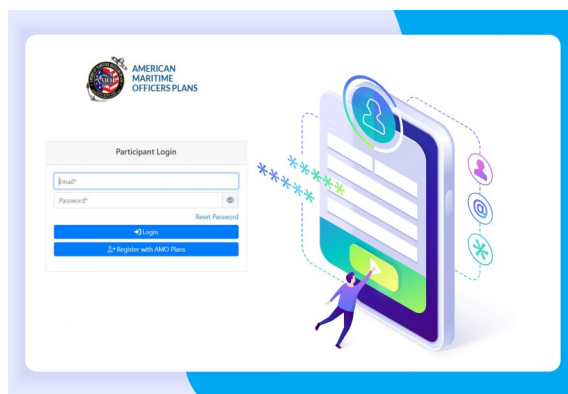 AMERICAN
MARITIME
OFFICERS PLANS
Participant Login
Email*
Password*
Reset Password
Login
Register with AMO Plans
@